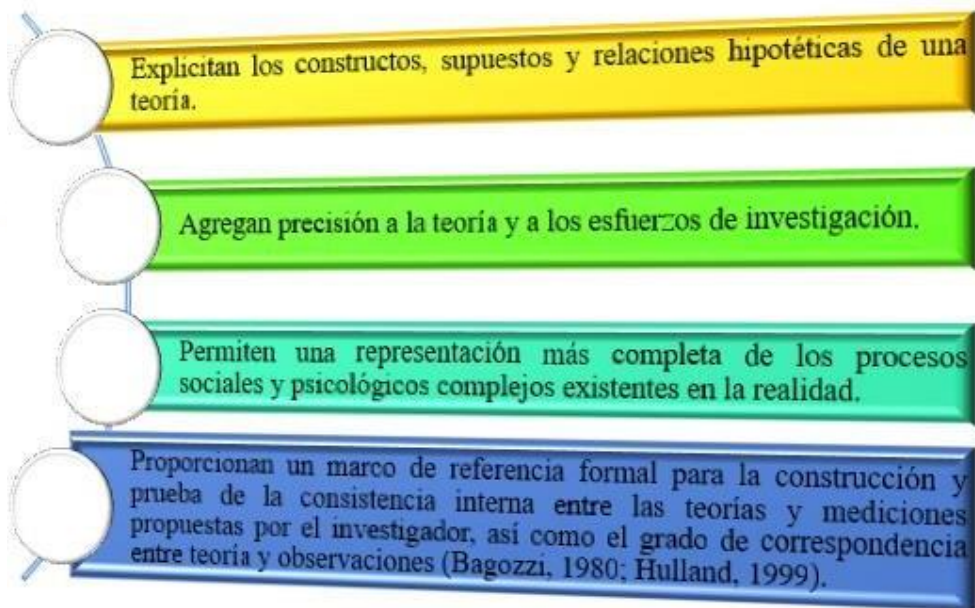 Explicitan los constructos, supuestos y relaciones hipotéticas de una
teoría.
Agregan precisión a la teoría y a los esfuerzos de investigación.
Permiten una representación más completa de los procesos
sociales y psicológicos complejos existentes en la realidad.
Proporcionan un marco de referencia formal para la construcción y
prueba de la consistencia interna entre las teorías y mediciones
propuestas por el investigador, así como el grado de correspondencia
entre teoría y observaciones (Bagozzi, 1980; Hulland, 1999).